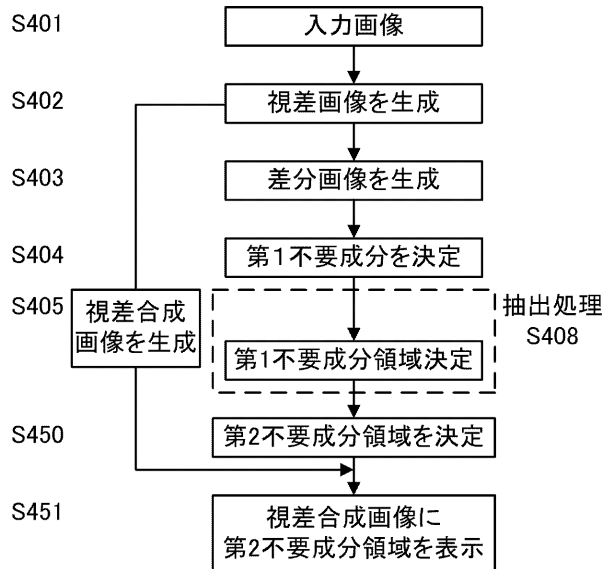 S401
入力画像
S402
視差画像を生成
S403
差分画像を生成
S404
第1不要成分を決定
S405
視差合成
画像を生成
抽出処理
S408
第1不要成分領域決定
S450
第2不要成分領域を決定
S451
視差合成画像に
第2不要成分領域を表示